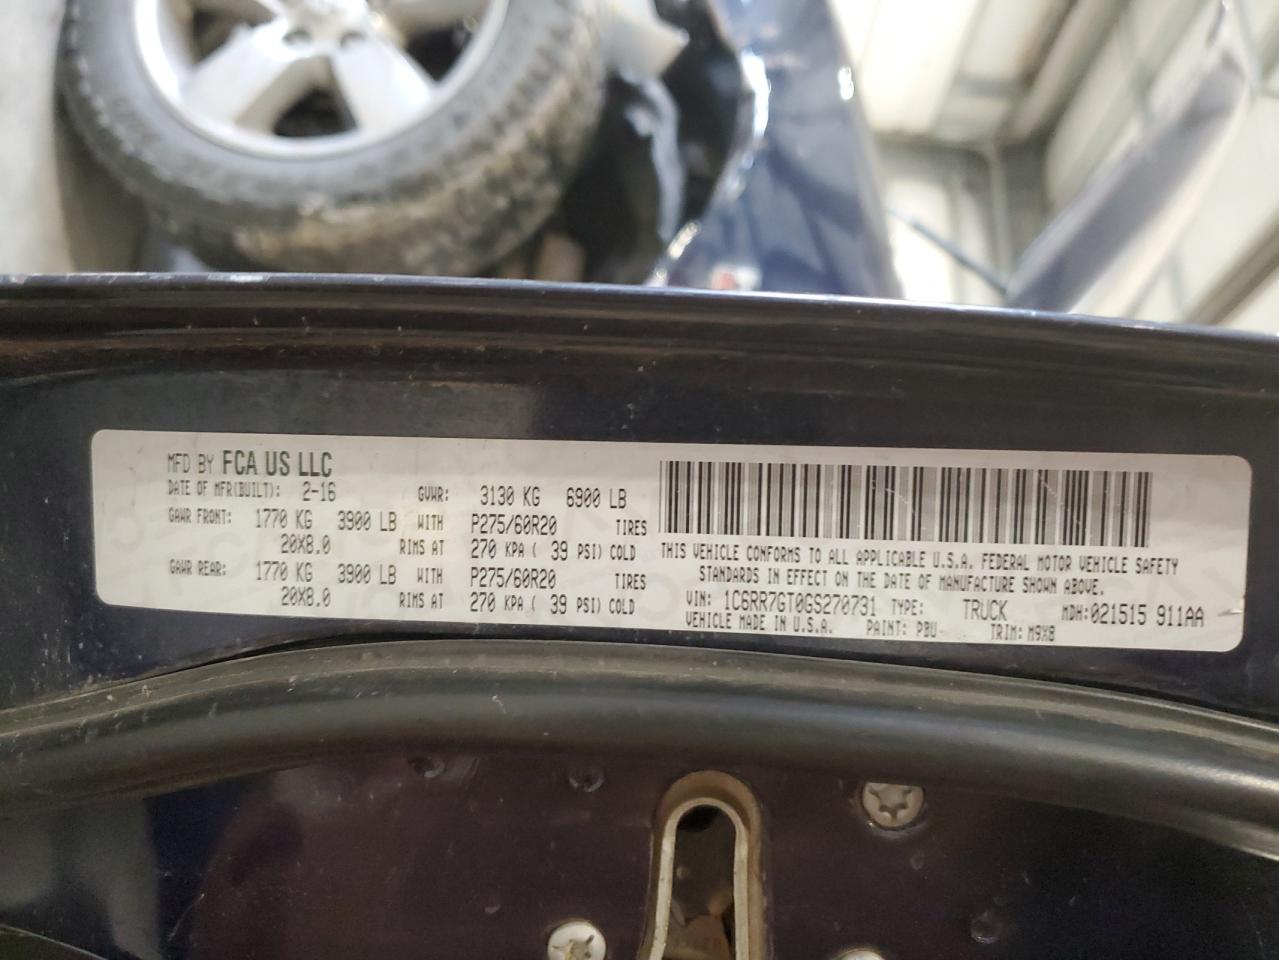 MFD BY FCA US LLC
DATE OF MFR(BUILT): 2-16 GVWR: 3130 KG 6900 LB
GAWR FRONT: 1770 KG 3900 LB WITH P275/60R20 TIRES
20X8.0 RIMS AT 270 KPA ( 39 PSI) COLD
GAWR REAR: 1770 KG 3900 LB WITH P275/60R20 TIRES
20X8.0 RIMS AT 270 KPA ( 39 PSI) COLD
THIS VEHICLE CONFORMS TO ALL APPLICABLE U.S.A. FEDERAL MOTOR VEHICLE SAFETY
STANDARDS IN EFFECT ON THE DATE OF MANUFACTURE SHOWN ABOVE.
VIN: 1C6RR7GT0GS270731 TYPE: TRUCK MDH:021515 911AA
VEHICLE MADE IN U.S.A. PAINT: PBU TRIM: M9X8